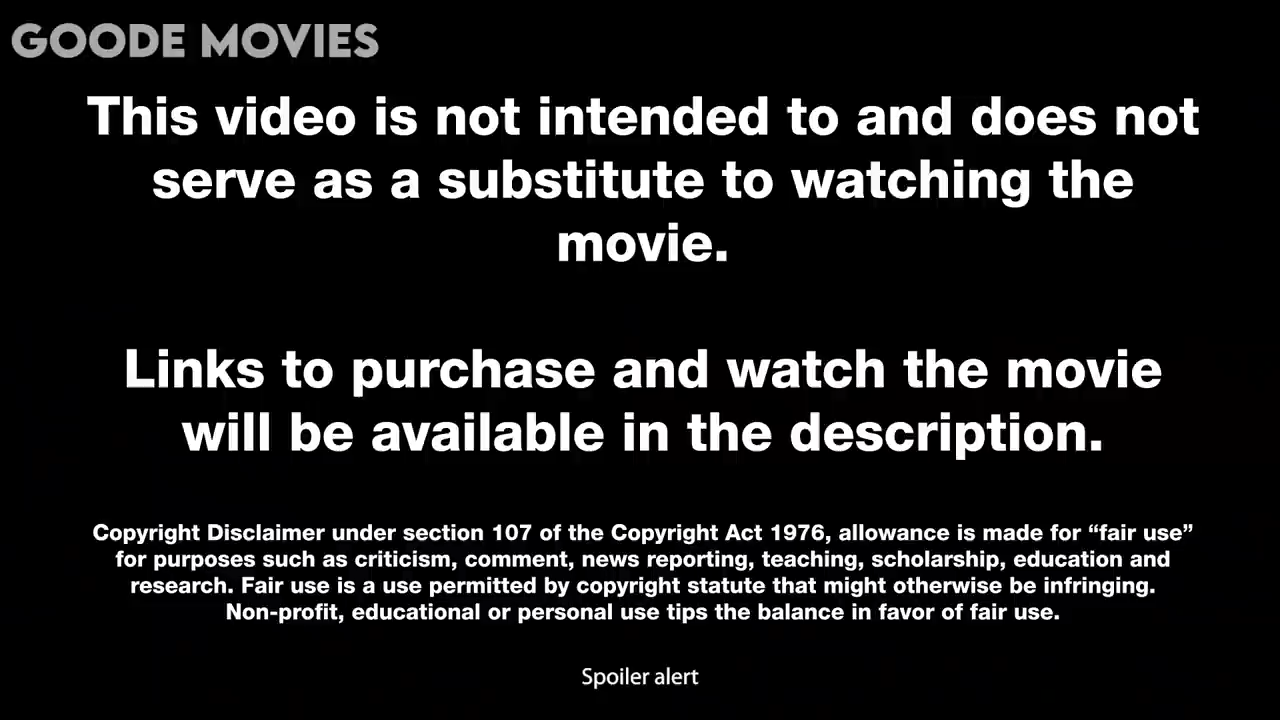 GOODE MOVIES
This video is not intended to and does not
serve as a substitute to watching the
movie.
Links to purchase and watch the movie
will be available in the description.
Copyright Disclaimer under section 107 of the Copyright Act 1976, allowance is made for “fair use”
for purposes such as criticism, comment, news reporting, teaching, scholarship, education and
research. Fair use is a use permitted by copyright statute that might otherwise be infringing.
Non-profit, educational or personal use tips the balance in favor of fair use.
Spoiler alert